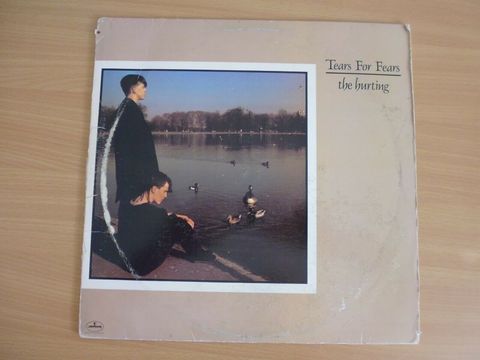 Tears For Fears
the hurting